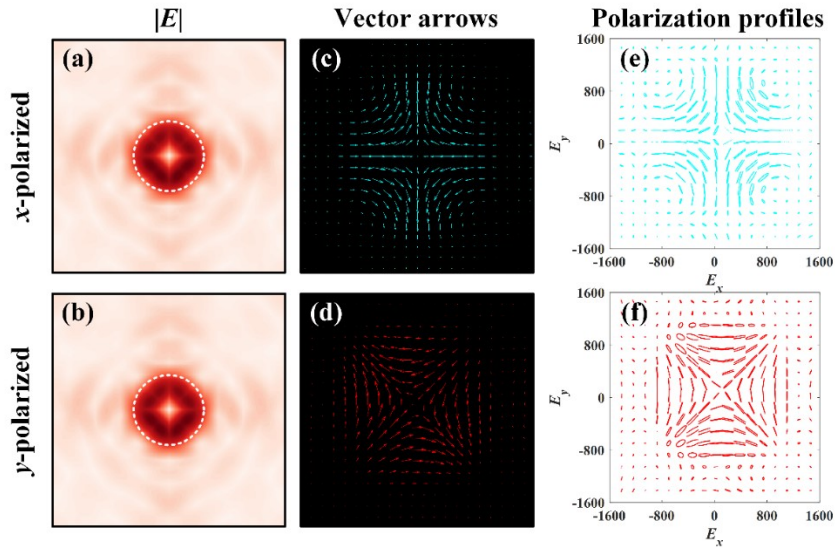 |E|
Vector arrows
Polarization profiles
x-polarized
(a)
(c)
(e)
1600
800
0
-800
-1600
-1600
-800
0
800
1600
E_y
E_x
y-polarized
(b)
(d)
(f)
1600
800
0
-800
-1600
-1600
-800
0
800
1600
E_y
E_x